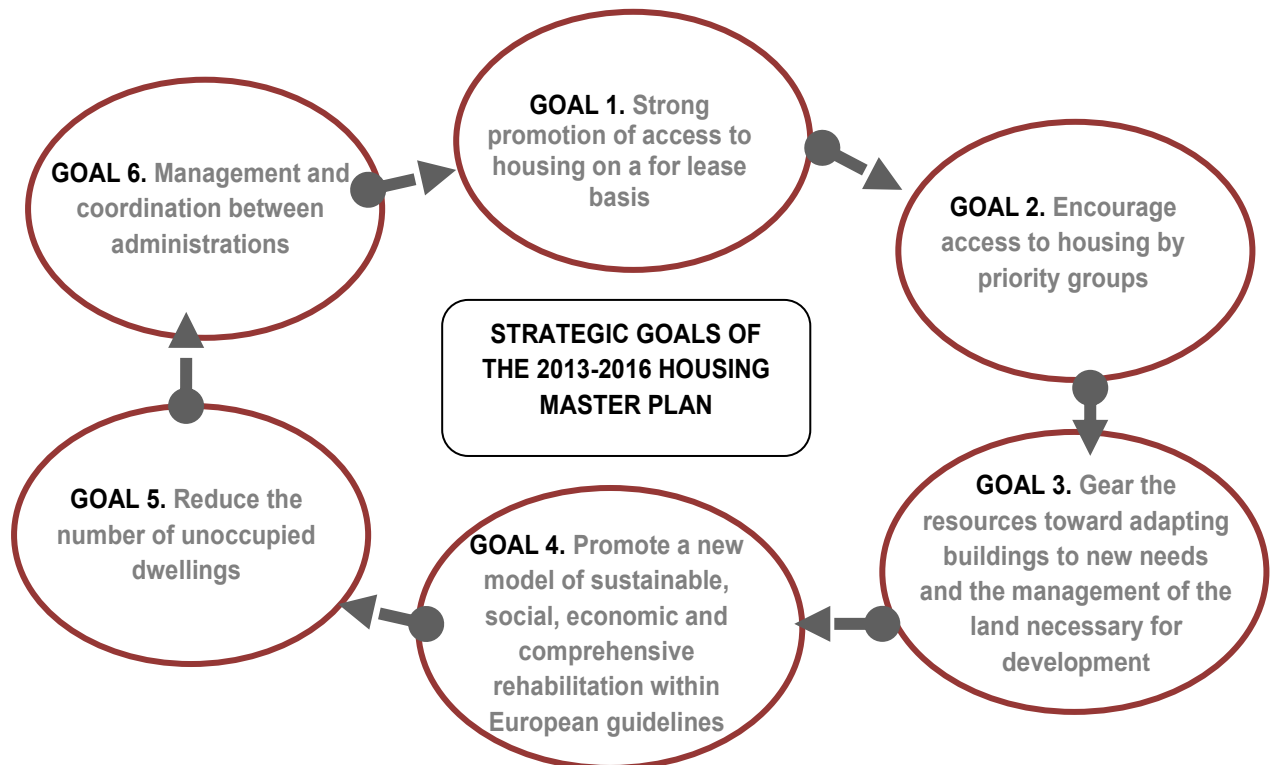 GOAL 1. Strong
promotion of access to
housing on a for lease
basis
GOAL 2. Encourage
access to housing by
priority groups
GOAL 3. Gear the
resources toward adapting
buildings to new needs
and the management of the
land necessary for
development
GOAL 4. Promote a new
model of sustainable,
social, economic and
comprehensive
rehabilitation within
European guidelines
GOAL 5. Reduce the
number of unoccupied
dwellings
GOAL 6. Management and
coordination between
administrations
STRATEGIC GOALS OF
THE 2013-2016 HOUSING
MASTER PLAN